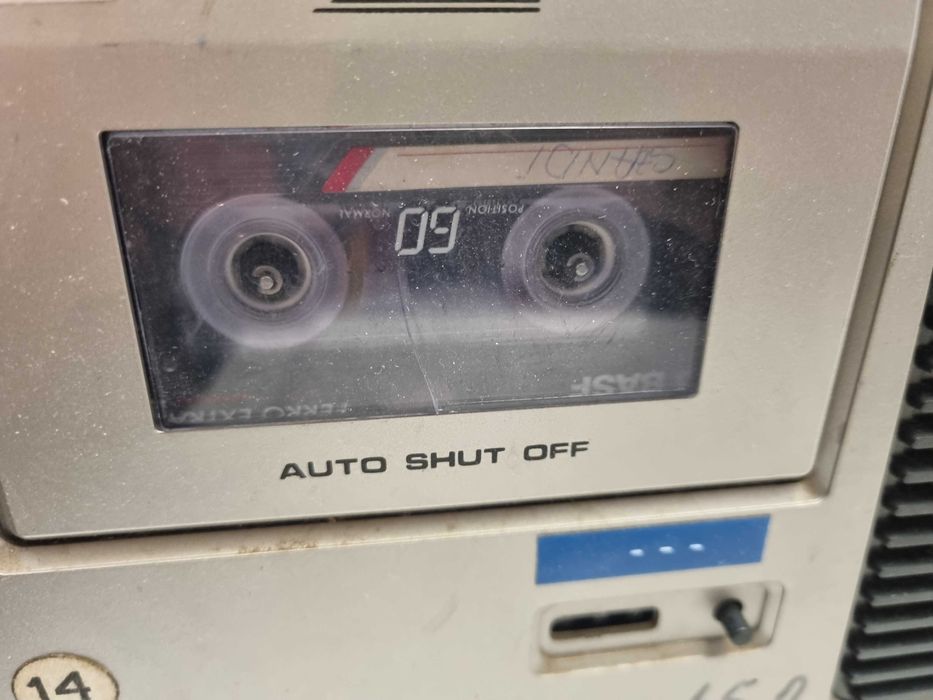 POSITION 60 NORMAL
BASF
FERRO EXTRA
AUTO SHUT OFF
14